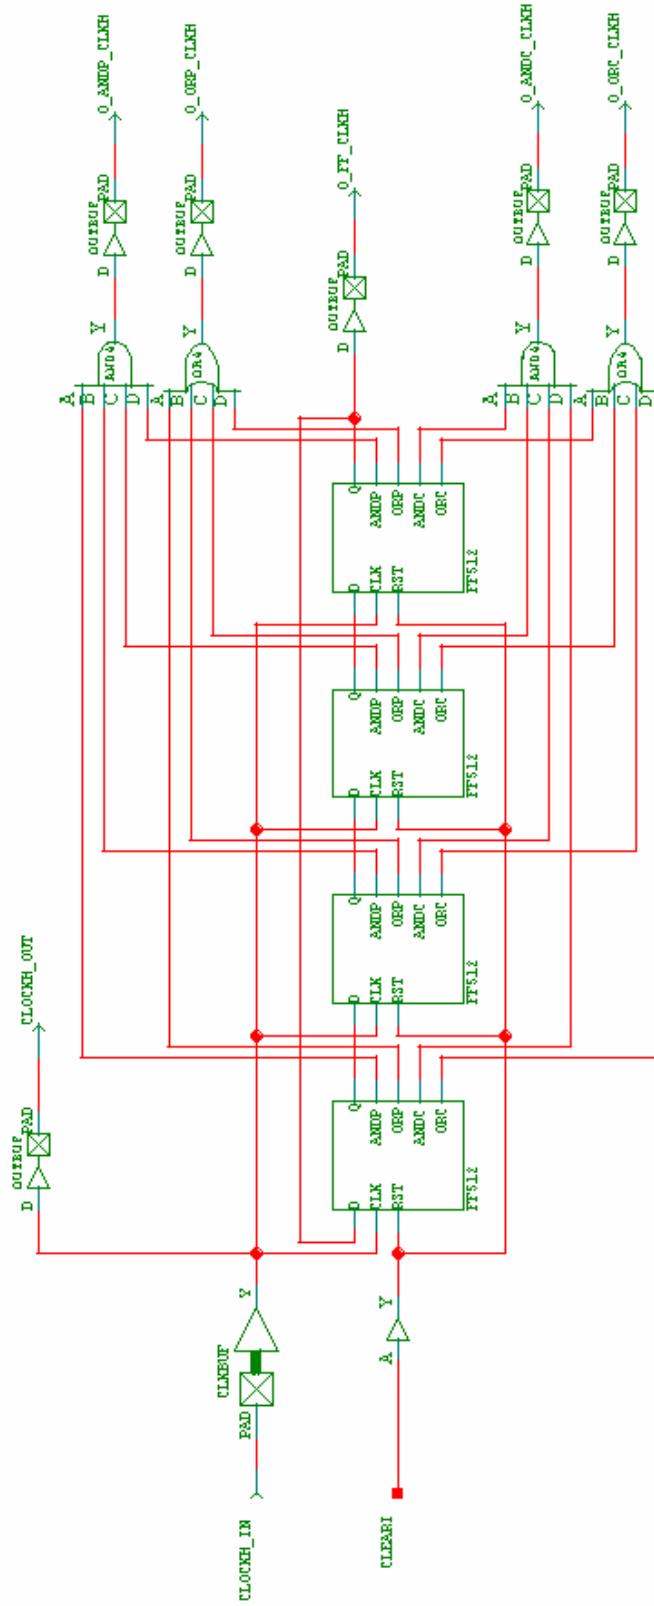 O_ANDP_CLKH
O_ORP_CLKH
O_FF_CLKH
O_ANDC_CLKH
O_ORC_CLKH
OUTBUF
PAD
D
OUTBUF
PAD
D
OUTBUF
PAD
D
OUTBUF
PAD
D
OUTBUF
PAD
D
Y
AND4
A
B
C
D
Y
OR4
A
B
C
D
Y
AND4
A
B
C
D
Y
OR4
A
B
C
D
Q
ANDP
ORP
ANDC
ORC
D
CLK
RST
FF512
Q
ANDP
ORP
ANDC
ORC
D
CLK
RST
FF512
Q
ANDP
ORP
ANDC
ORC
D
CLK
RST
FF512
Q
ANDP
ORP
ANDC
ORC
D
CLK
RST
FF512
CLOCKH_OUT
OUTBUF
PAD
D
CLKBUF
Y
PAD
CLOCKH_IN
Y
A
CLEARI